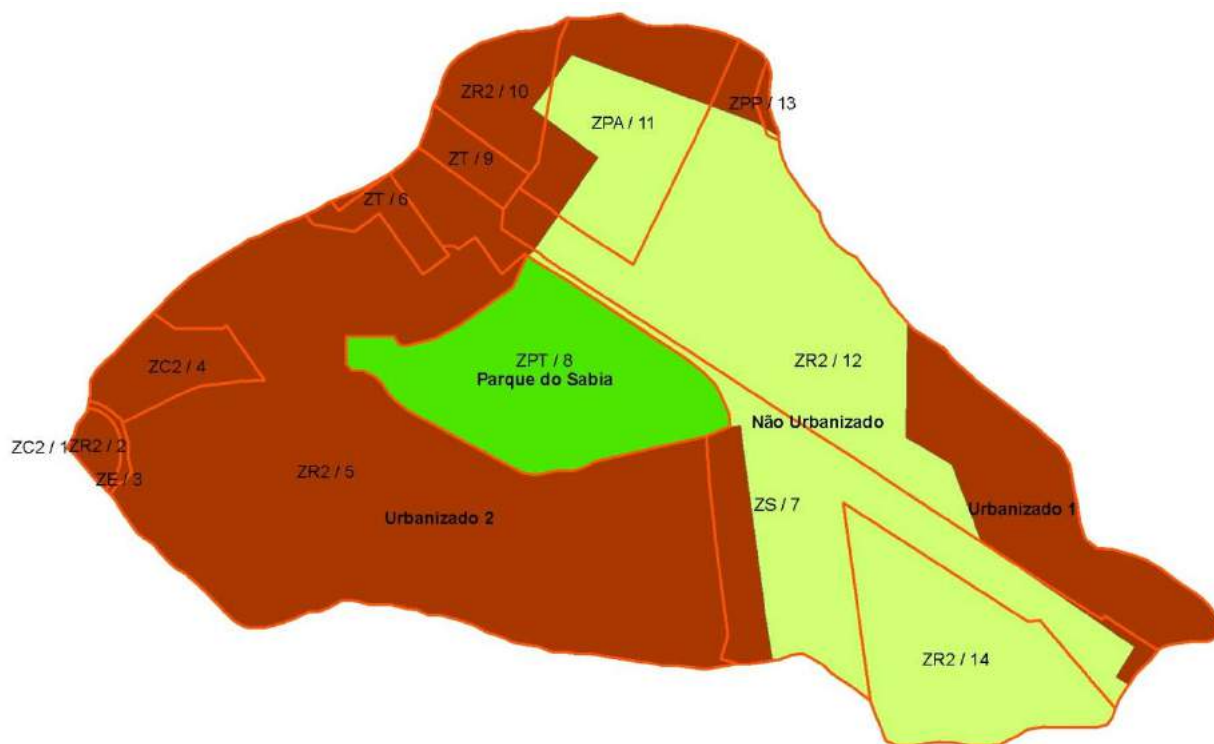 ZR2 / 10
ZPP / 13
ZPA / 11
ZT / 9
ZT / 6
ZC2 / 4
ZPT / 8
Parque do Sabia
ZR2 / 12
Não Urbanizado
ZC2 / 1
ZR2 / 2
ZE / 3
ZR2 / 5
ZS / 7
Urbanizado 2
Urbanizado 1
ZR2 / 14